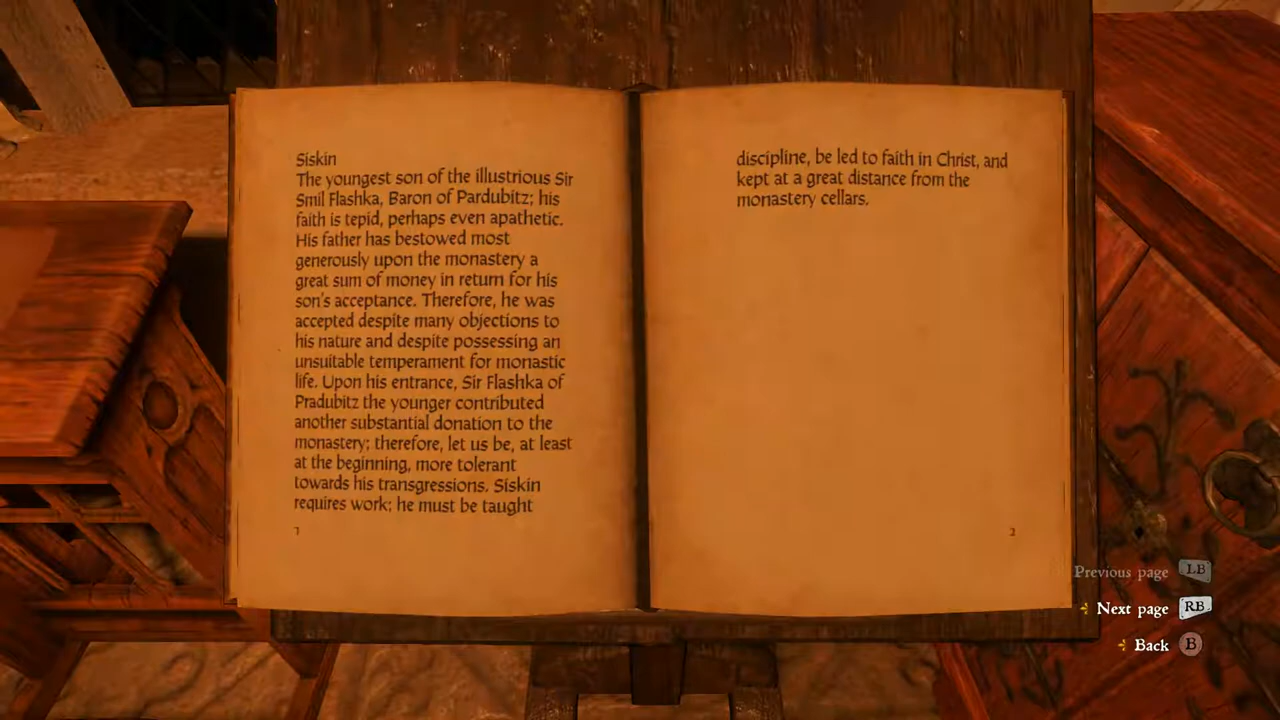 Siskin
The youngest son of the illustrious Sir
Smil Flashka, Baron of Pardubitz; his
faith is tepid, perhaps even apathetic.
His father has bestowed most
generously upon the monastery a
great sum of money in return for his
son's acceptance. Therefore, he was
accepted despite many objections to
his nature and despite possessing an
unsuitable temperament for monastic
life. Upon his entrance, Sir Flashka of
Pradubitz the younger contributed
another substantial donation to the
monastery; therefore, let us be, at least
at the beginning, more tolerant
towards his transgressions. Siskin
requires work; he must be taught
1
discipline, be led to faith in Christ, and
kept at a great distance from the
monastery cellars.
2
Previous page LB
Next page RB
Back B